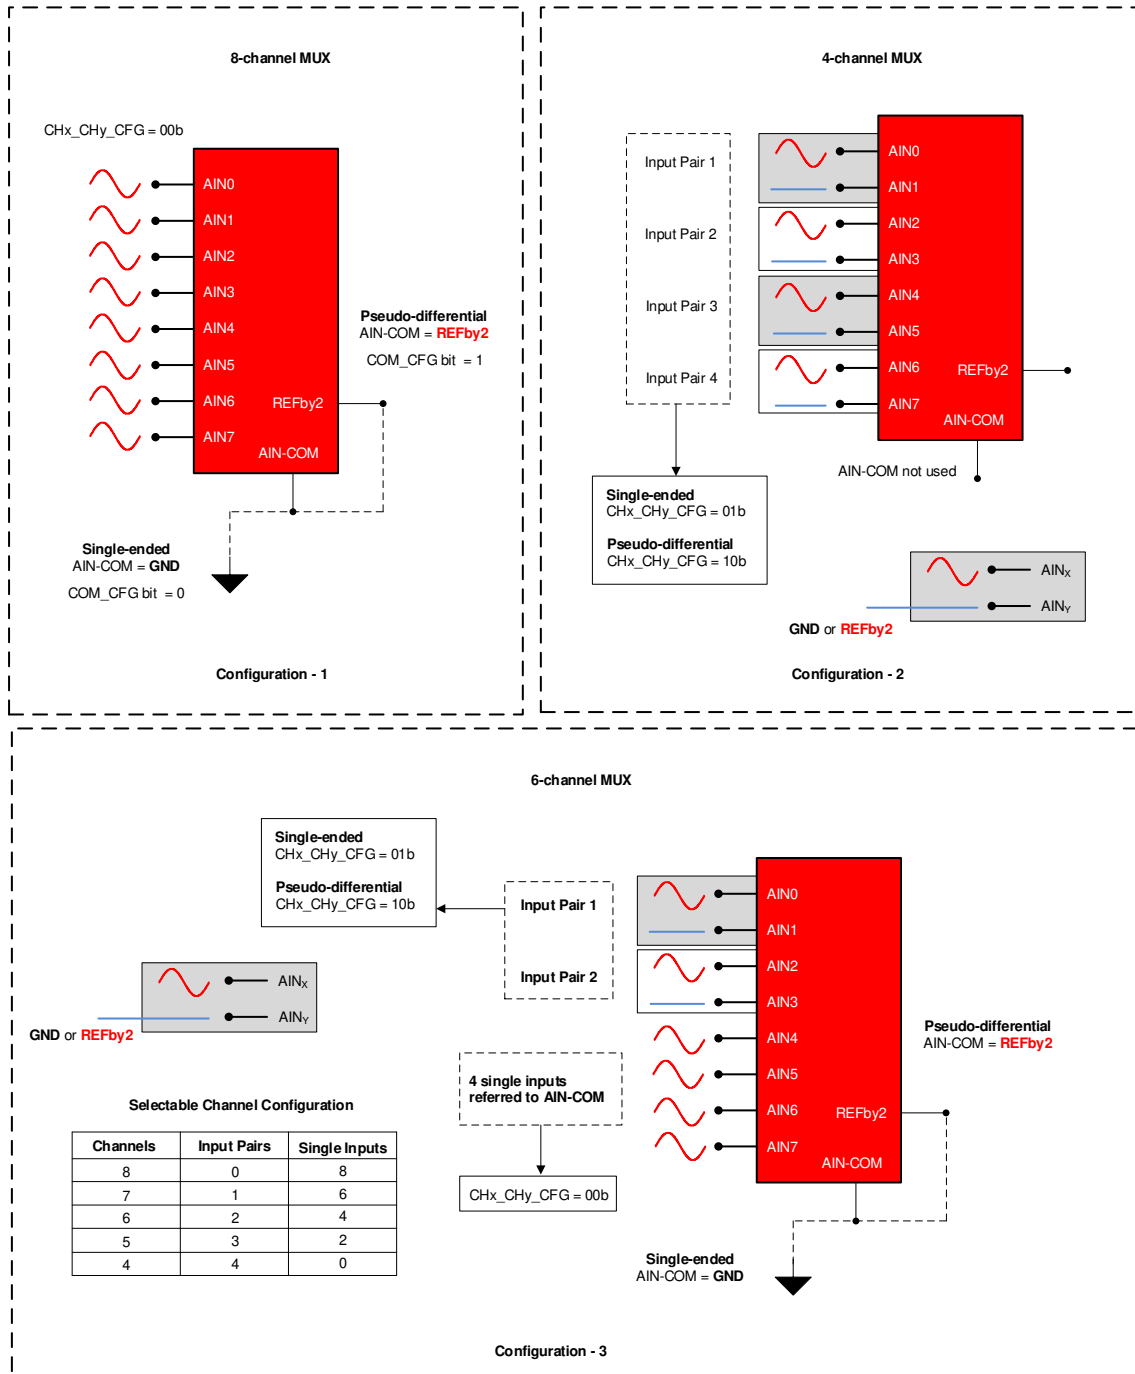 8-channel MUX
CHx_CHy_CFG = 00b
AIN0
AIN1
AIN2
AIN3
AIN4
AIN5
AIN6
AIN7
REFby2
AIN-COM
Pseudo-differential
AIN-COM = REFby2
COM_CFG bit = 1
Single-ended
AIN-COM = GND
COM_CFG bit = 0
Configuration - 1
4-channel MUX
Input Pair 1
Input Pair 2
Input Pair 3
Input Pair 4
AIN0
AIN1
AIN2
AIN3
AIN4
AIN5
AIN6
AIN7
REFby2
AIN-COM
AIN-COM not used
Single-ended
CHx_CHy_CFG = 01b
Pseudo-differential
CHx_CHy_CFG = 10b
AINX
AINY
GND or REFby2
Configuration - 2
6-channel MUX
Single-ended
CHx_CHy_CFG = 01b
Pseudo-differential
CHx_CHy_CFG = 10b
Input Pair 1
Input Pair 2
AIN0
AIN1
AIN2
AIN3
AIN4
AIN5
AIN6
AIN7
REFby2
AIN-COM
AINX
AINY
GND or REFby2
Pseudo-differential
AIN-COM = REFby2
4 single inputs
referred to AIN-COM
CHx_CHy_CFG = 00b
Selectable Channel Configuration
Channels Input Pairs Single Inputs
8 0 8
7 1 6
6 2 4
5 3 2
4 4 0
Single-ended
AIN-COM = GND
Configuration - 3